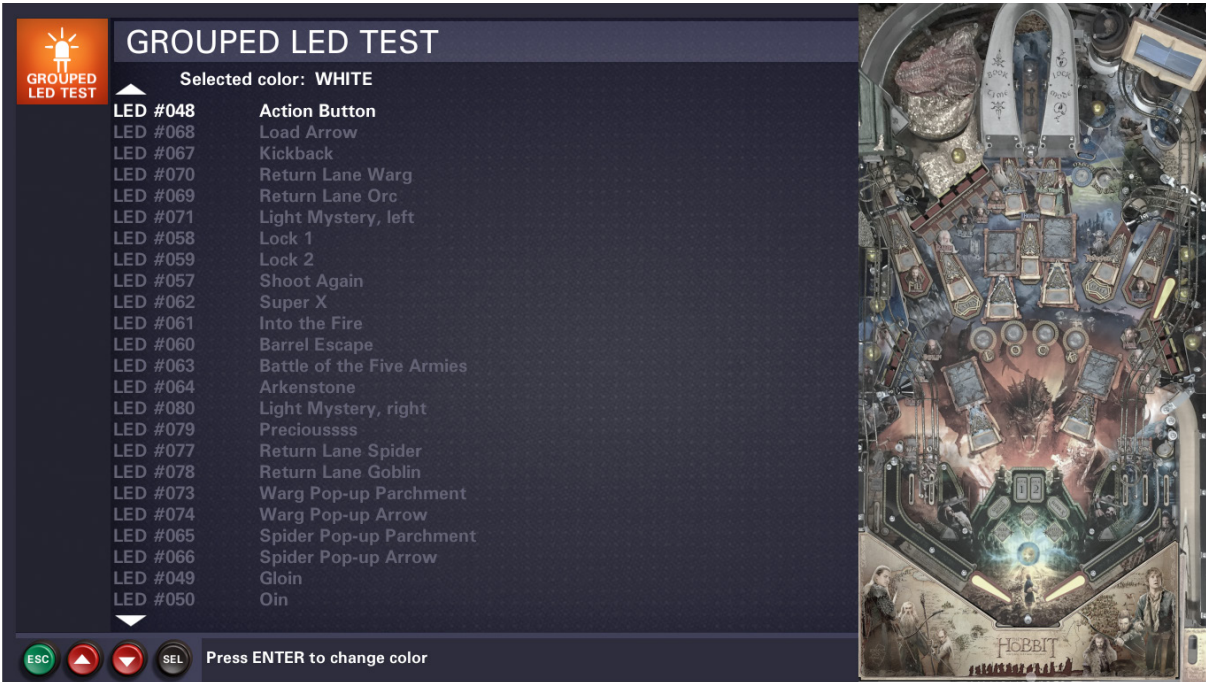 GROUPED LED TEST
GROUPED
LED TEST
Selected color: WHITE
LED #048 Action Button
LED #068 Load Arrow
LED #067 Kickback
LED #070 Return Lane Warg
LED #069 Return Lane Orc
LED #071 Light Mystery, left
LED #058 Lock 1
LED #059 Lock 2
LED #057 Shoot Again
LED #062 Super X
LED #061 Into the Fire
LED #060 Barrel Escape
LED #063 Battle of the Five Armies
LED #064 Arkenstone
LED #080 Light Mystery, right
LED #079 Precioussss
LED #077 Return Lane Spider
LED #078 Return Lane Goblin
LED #073 Warg Pop-up Parchment
LED #074 Warg Pop-up Arrow
LED #065 Spider Pop-up Parchment
LED #066 Spider Pop-up Arrow
LED #049 Gloin
LED #050 Oin
ESC
SEL
Press ENTER to change color
HOBBIT